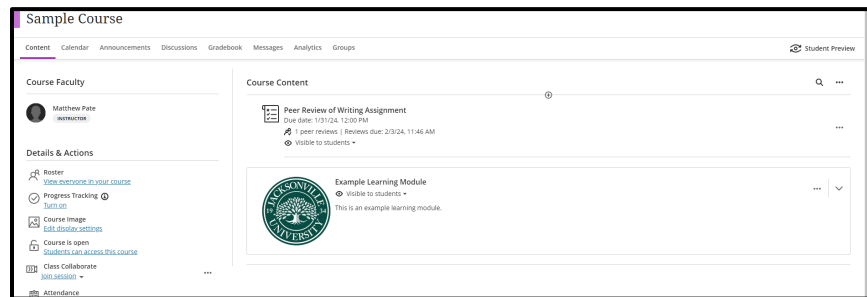 Sample Course
Content Calendar Announcements Discussions Gradebook Messages Analytics Groups
Student Preview
Course Faculty
Matthew Pate
INSTRUCTOR
Details & Actions
Roster
View everyone in your course
Progress Tracking
Turn on
Course Image
Edit display settings
Course is open
Students can access this course
Class Collaborate
Join session
Attendance
Course Content
Peer Review of Writing Assignment
Due date: 1/31/24, 12:00 PM
1 peer reviews | Reviews due: 2/3/24, 11:46 AM
Visible to students
JACKSONVILLE
19 34
UNIVERSITY
Example Learning Module
Visible to students
This is an example learning module.